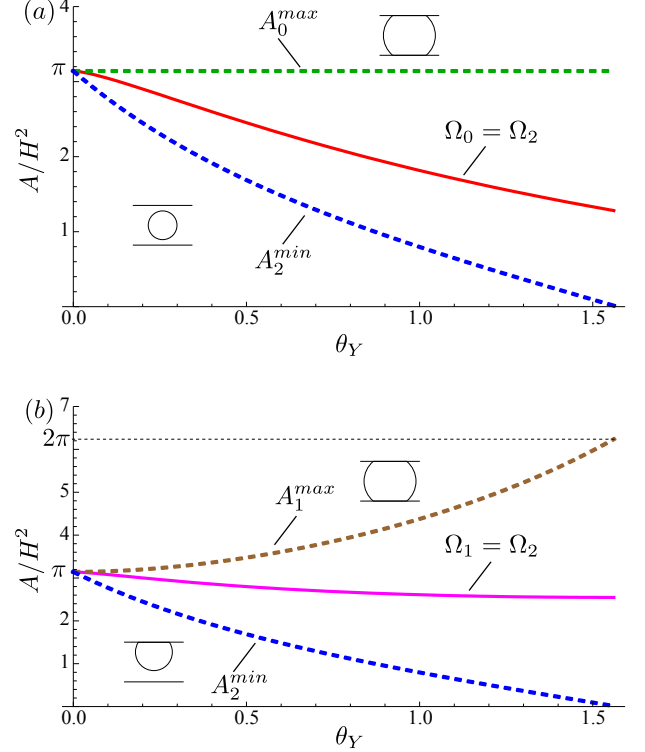 (a)
4
A_0^{max}
π
Ω_0 = Ω_2
A/H^2
2
1
A_2^{min}
0.0 0.5 1.0 1.5
θ_Y
(b)
7
2π
5
A_1^{max}
4
Ω_1 = Ω_2
π
A/H^2
2
1
A_2^{min}
0.0 0.5 1.0 1.5
θ_Y